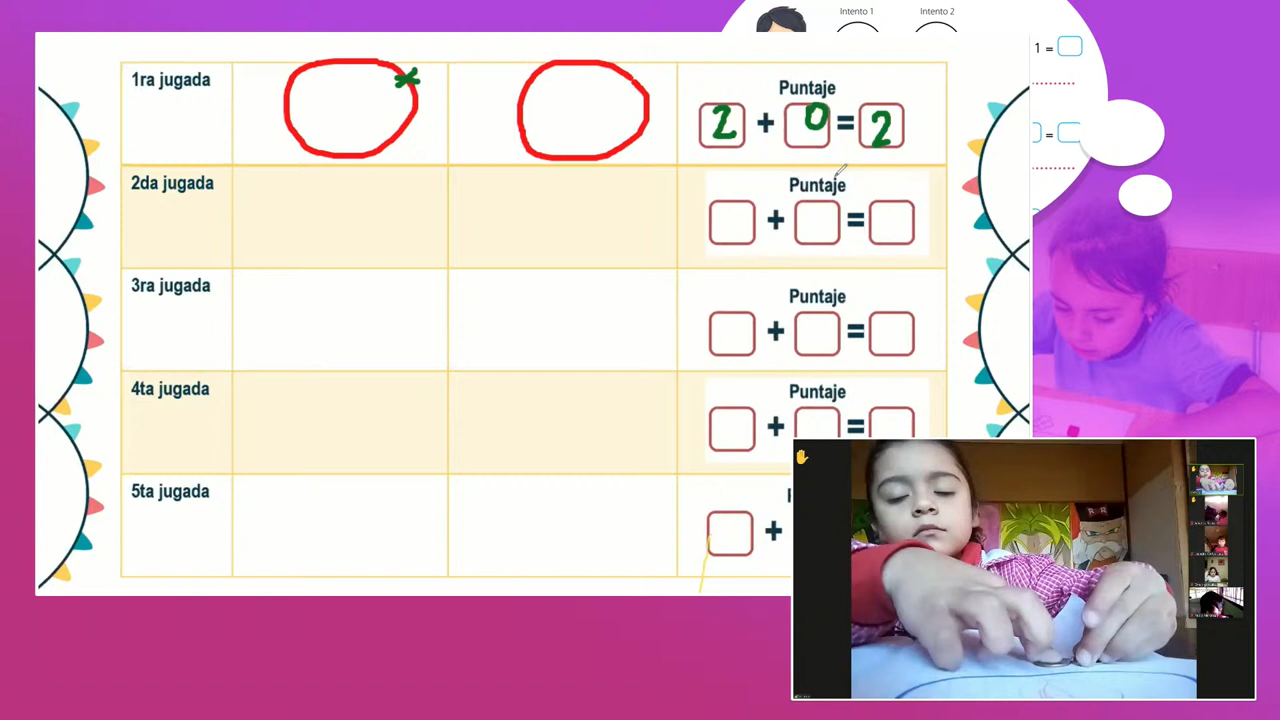 Intento 1
Intento 2
1 =
=
1ra jugada
Puntaje
2 + 0 = 2
2da jugada
Puntaje
+ =
3ra jugada
Puntaje
+ =
4ta jugada
Puntaje
+ =
5ta jugada
+